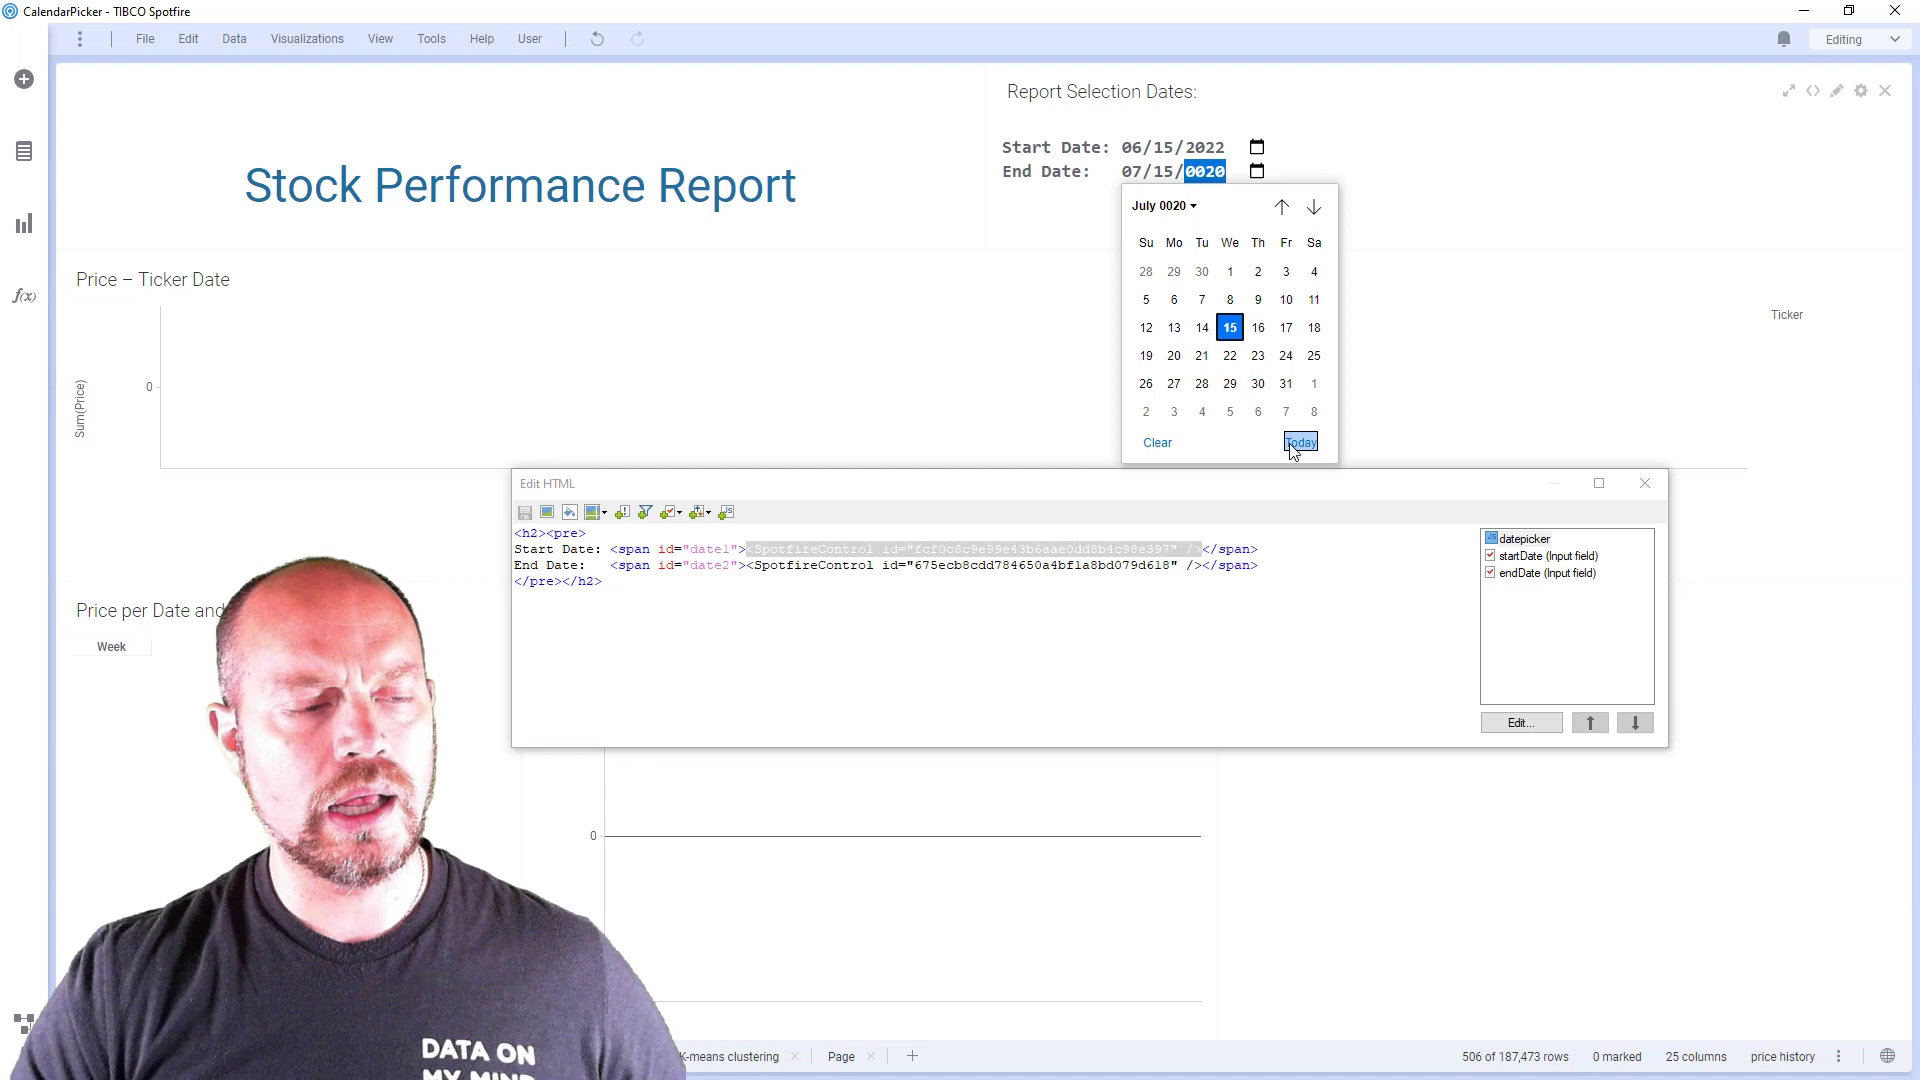 CalendarPicker - TIBCO Spotfire
File Edit Data Visualizations View Tools Help User Editing
Report Selection Dates:
Start Date: 06/15/2022
End Date: 07/15/0020
Stock Performance Report
July 0020
Su Mo Tu We Th Fr Sa
28 29 30 1 2 3 4
5 6 7 8 9 10 11
12 13 14 15 16 17 18
19 20 21 22 23 24 25
26 27 28 29 30 31 1
2 3 4 5 6 7 8
Clear Today
f(x)
Price – Ticker Date
Ticker
Sum(Price)
0
Edit HTML
<h2><pre>
Start Date: <span id="date1"><SpotfireControl id="fcf0c8c9e99e43b6aae0dd8b4c98e397" /></span>
End Date: <span id="date2"><SpotfireControl id="675ecb8cdd784650a4bf1a8bd079d618" /></span>
</pre></h2>
JS datepicker
startDate (Input field)
endDate (Input field)
Edit...
Price per Date and
Week
0
DATA ON
MY MIND
K-means clustering Page
506 of 187,473 rows 0 marked 25 columns price history